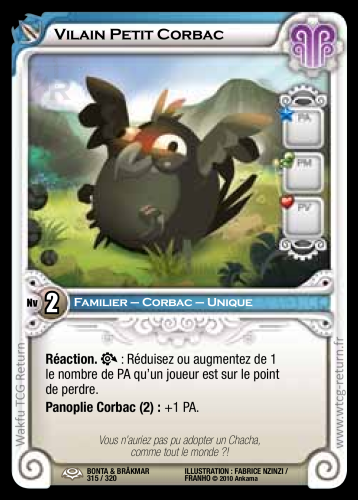 Vilain Petit Corbac
PA
PM
PV
Nv 2 Familier – Corbac – Unique
Réaction. : Réduisez ou augmentez de 1
le nombre de PA qu'un joueur est sur le point
de perdre.
Panoplie Corbac (2) : +1 PA.
Vous n'auriez pas pu adopter un Chacha,
comme tout le monde ?!
BONTA & BRÂKMAR
315 / 320
ILLUSTRATION : FABRICE NZINZI /
FRANHO © 2010 Ankama
Wakfu TCG Return
www.wtcg-return.fr